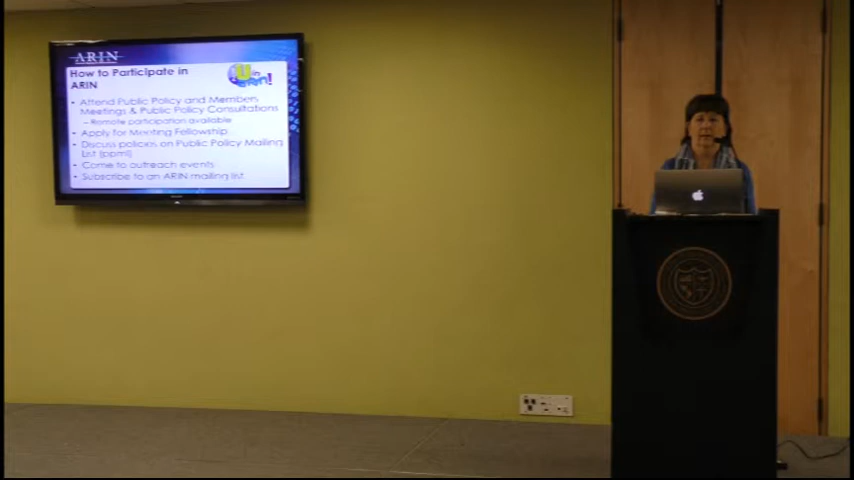 ARIN
How to Participate in
ARIN
U in
• Attend Public Policy and Members
Meetings & Public Policy Consultations
– Remote participation available
• Apply for Meeting Fellowship
• Discuss policies on Public Policy Mailing
List (ppml)
• Come to outreach events
• Subscribe to an ARIN mailing list